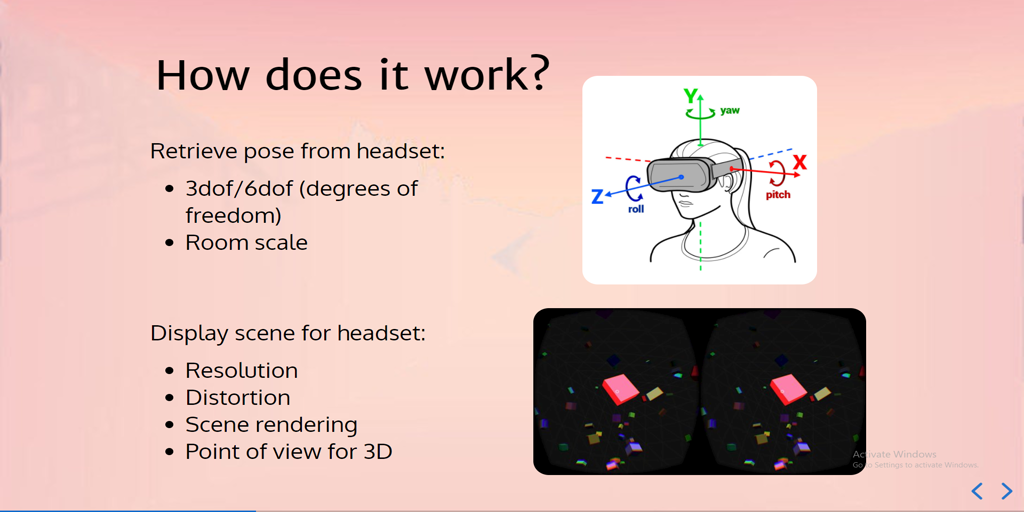 How does it work?
Retrieve pose from headset:
• 3dof/6dof (degrees of
freedom)
• Room scale
Y
yaw
X
pitch
Z
roll
Display scene for headset:
• Resolution
• Distortion
• Scene rendering
• Point of view for 3D
Activate Windows
Go to Settings to activate Windows.